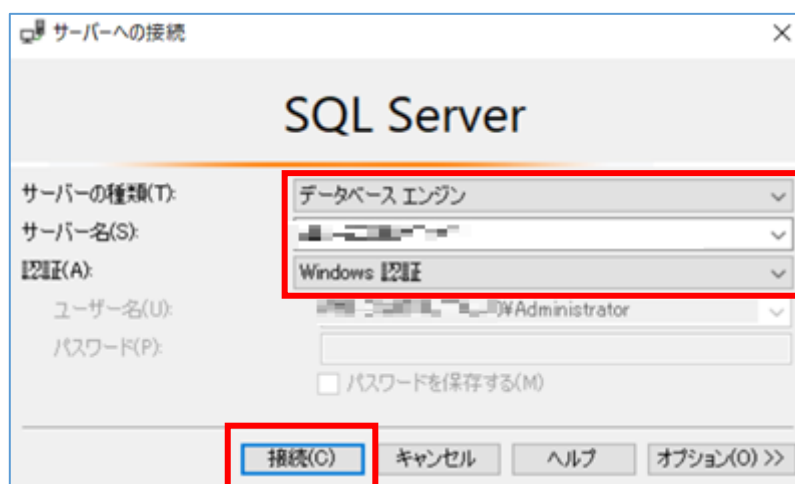 サーバーへの接続
SQL Server
サーバーの種類(T):
データベース エンジン
サーバー名(S):
認証(A):
Windows 認証
ユーザー名(U):
¥Administrator
パスワード(P):
パスワードを保存する(M)
接続(C)
キャンセル
ヘルプ
オプション(O) >>